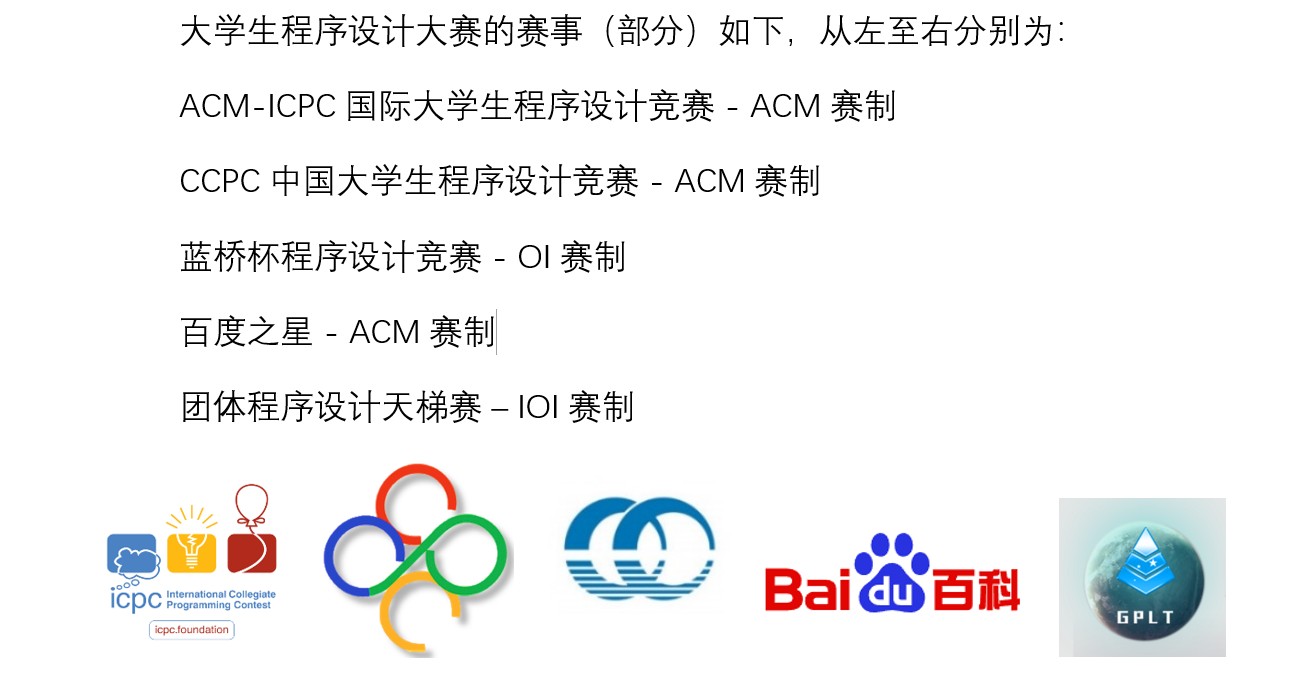 大学生程序设计大赛的赛事（部分）如下，从左至右分别为：
ACM-ICPC 国际大学生程序设计竞赛 - ACM 赛制
CCPC 中国大学生程序设计竞赛 - ACM 赛制
蓝桥杯程序设计竞赛 - OI 赛制
百度之星 - ACM 赛制
团体程序设计天梯赛 – IOI 赛制
icpc International Collegiate
Programming Contest
icpc.foundation
Bai du 百科
GPLT